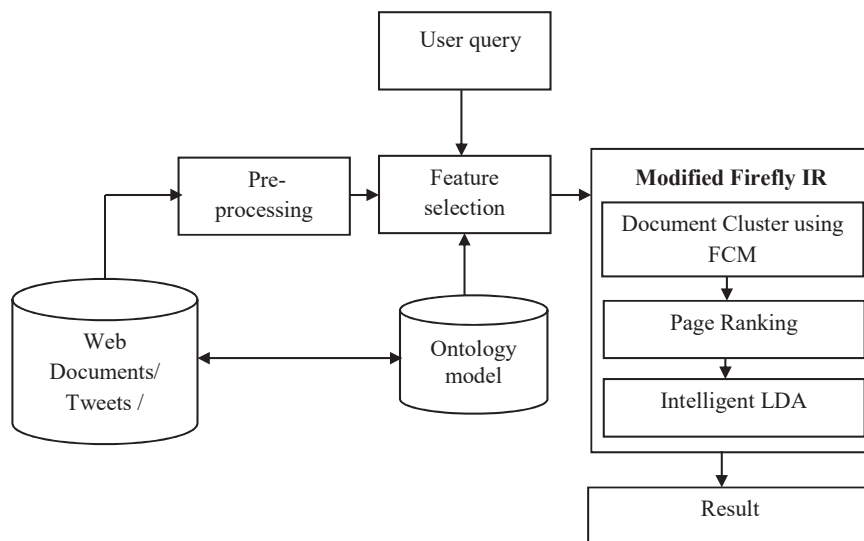 User query
Pre-
processing
Feature
selection
Modified Firefly IR
Document Cluster using
FCM
Page Ranking
Intelligent LDA
Web
Documents/
Tweets /
Ontology
model
Result